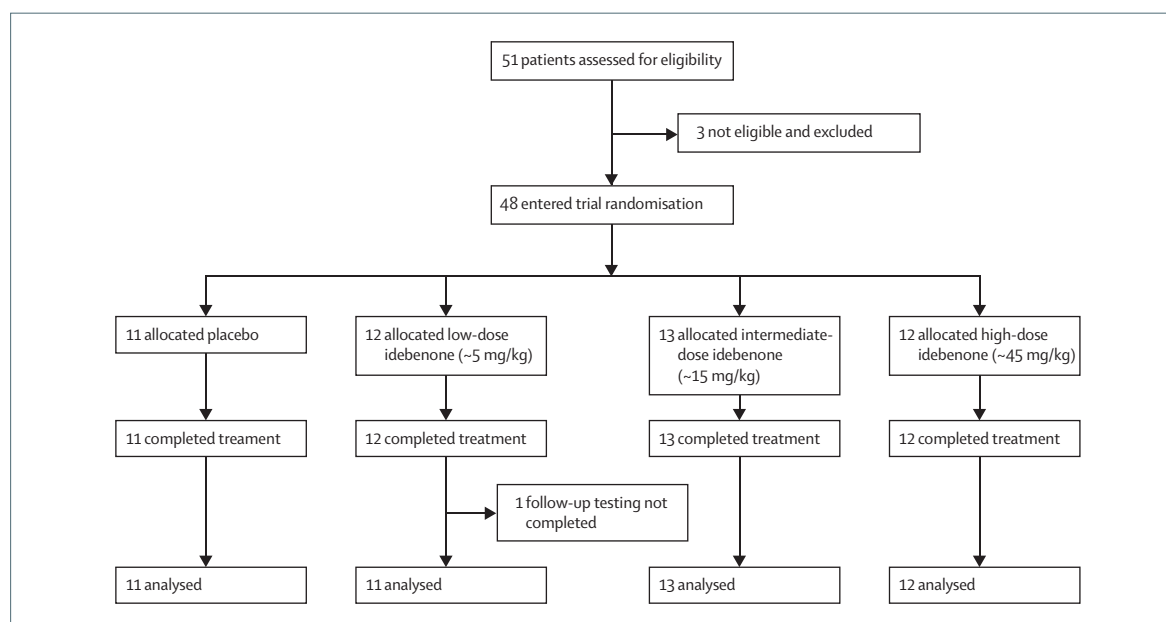 51 patients assessed for eligibility
3 not eligible and excluded
48 entered trial randomisation
11 allocated placebo
12 allocated low-dose
idebenone (~5 mg/kg)
13 allocated intermediate-
dose idebenone
(~15 mg/kg)
12 allocated high-dose
idebenone (~45 mg/kg)
11 completed treament
12 completed treatment
13 completed treatment
12 completed treatment
1 follow-up testing not
completed
11 analysed
11 analysed
13 analysed
12 analysed